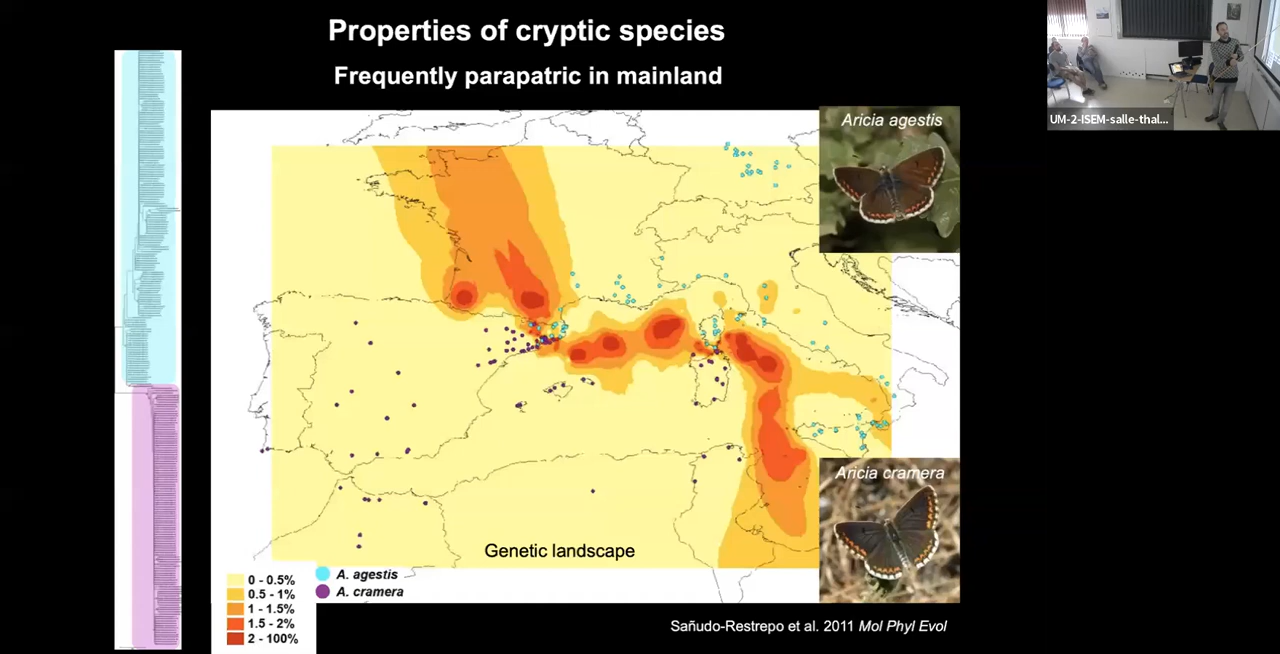 Properties of cryptic species
Frequently parapatric in mainland
Aricia agestis
UM-2-ISEM-salle-thal...
Aricia cramera
Genetic landscape
0 - 0.5%
0.5 - 1%
1 - 1.5%
1.5 - 2%
2 - 100%
A. agestis
A. cramera
Sañudo-Restrepo et al. 2011 Mol Phyl Evol